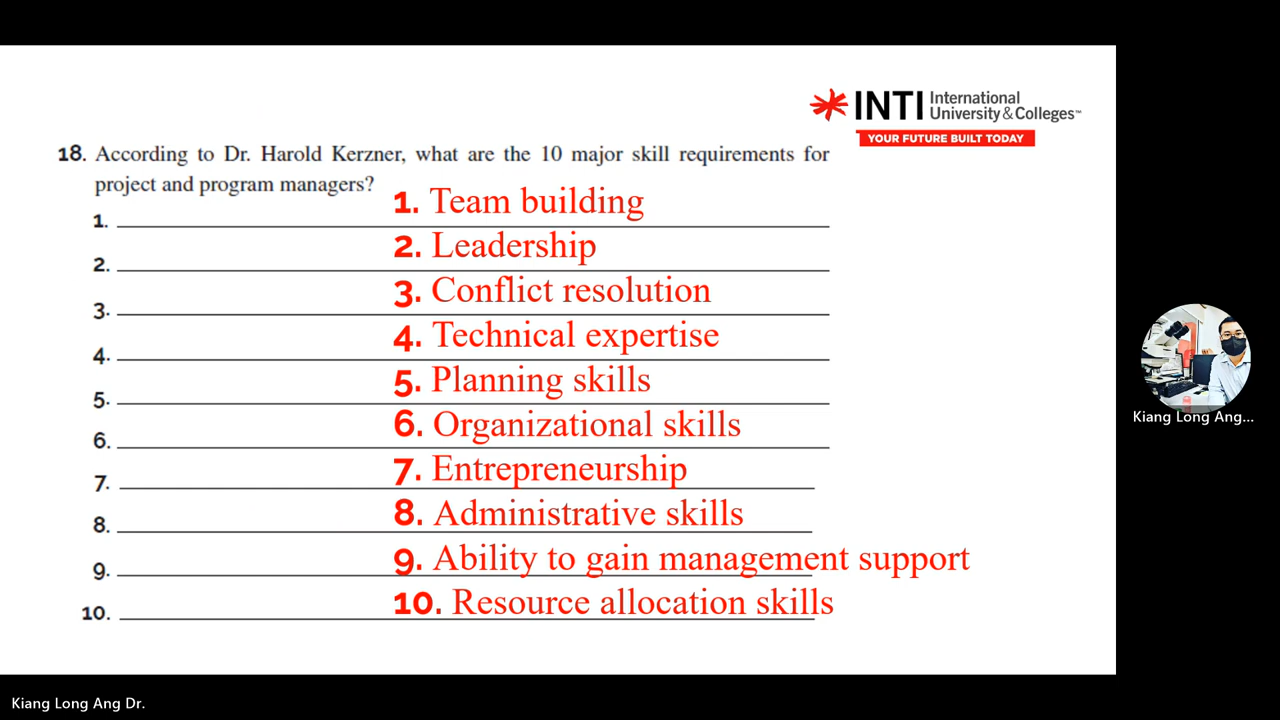 INTI International
University & Colleges™
YOUR FUTURE BUILT TODAY
18. According to Dr. Harold Kerzner, what are the 10 major skill requirements for
project and program managers?
1. 1. Team building
2. 2. Leadership
3. 3. Conflict resolution
4. 4. Technical expertise
5. 5. Planning skills
6. 6. Organizational skills
7. 7. Entrepreneurship
8. 8. Administrative skills
9. 9. Ability to gain management support
10. 10. Resource allocation skills
Kiang Long Ang...
Kiang Long Ang Dr.